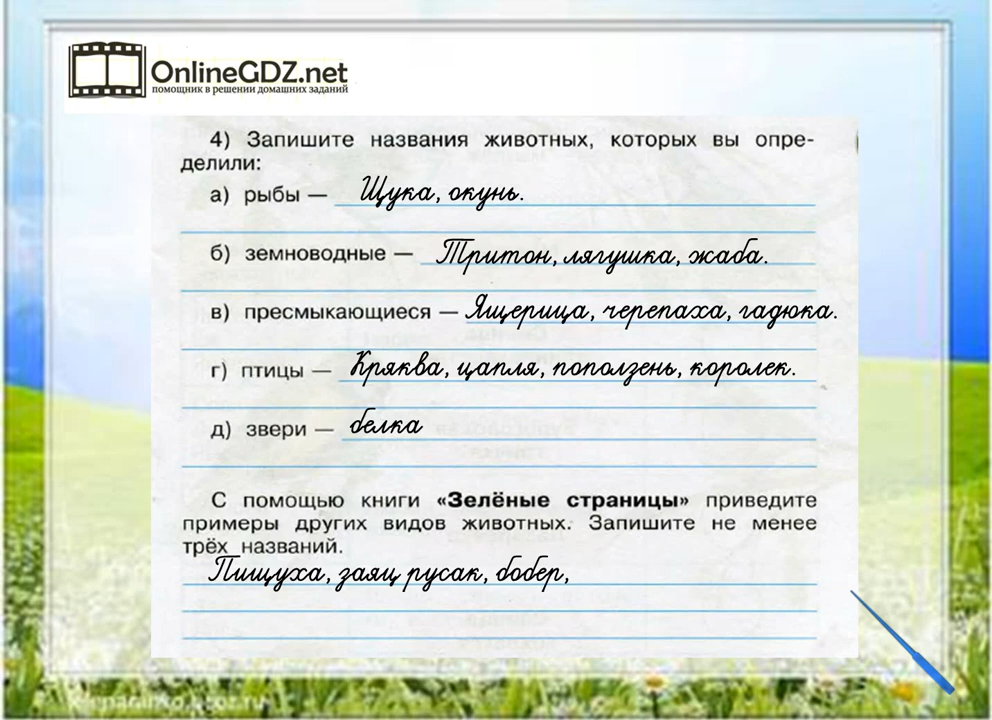 OnlineGDZ.net
помощник в решении домашних заданий
4) Запишите названия животных, которых вы опре-
делили:
а) рыбы — Щука, окунь.
б) земноводные — Тритон, лягушка, жаба.
в) пресмыкающиеся — Ящерица, черепаха, гадюка.
г) птицы — Кряква, цапля, поползень, королек.
д) звери — белка
С помощью книги «Зелёные страницы» приведите
примеры других видов животных. Запишите не менее
трёх названий.
Пищуха, заяц русак, бобер,